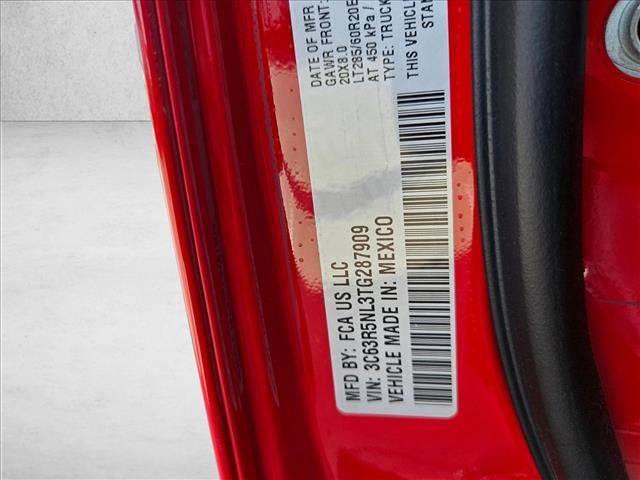 DATE OF MFR
GAWR FRONT:
20X8.0
LT285/60R20E
AT 450 kPa /
TYPE: TRUCK
THIS VEHICLE
STAN
MFD BY: FCA US LLC
VIN: 3C63R5NL3TG287909
VEHICLE MADE IN: MEXICO